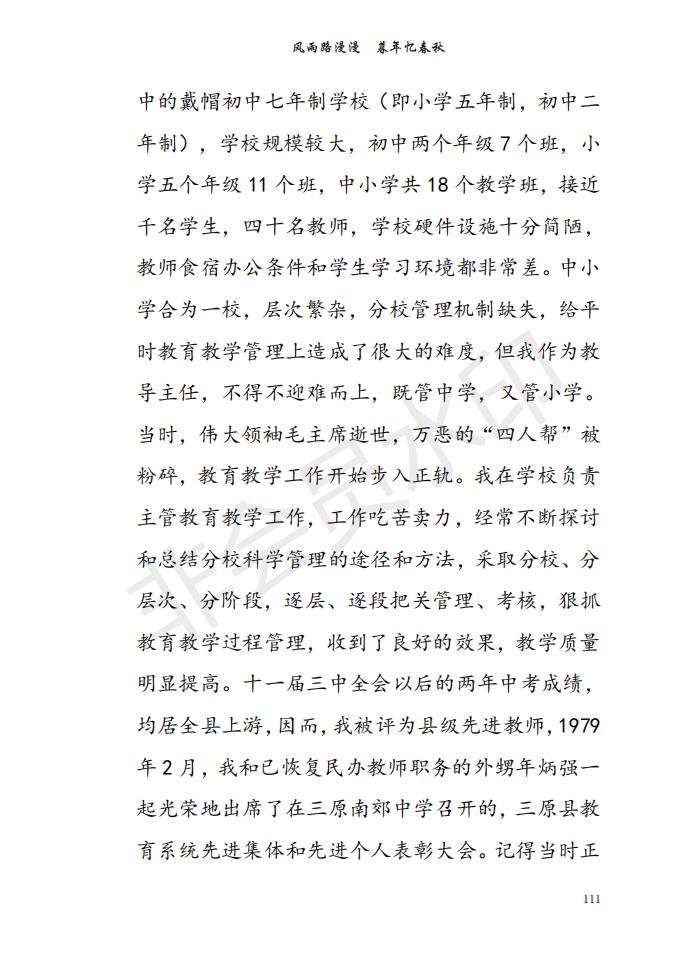 风雨路漫漫　暮年忆春秋
中的戴帽初中七年制学校（即小学五年制，初中二
年制），学校规模较大，初中两个年级 7 个班，小
学五个年级 11 个班，中小学共 18 个教学班，接近
千名学生，四十名教师，学校硬件设施十分简陋，
教师食宿办公条件和学生学习环境都非常差。中小
学合为一校，层次繁杂，分校管理机制缺失，给平
时教育教学管理上造成了很大的难度，但我作为教
导主任，不得不迎难而上，既管中学，又管小学。
当时，伟大领袖毛主席逝世，万恶的“四人帮”被
粉碎，教育教学工作开始步入正轨。我在学校负责
主管教育教学工作，工作吃苦卖力，经常不断探讨
和总结分校科学管理的途径和方法，采取分校、分
层次、分阶段，逐层、逐段把关管理、考核，狠抓
教育教学过程管理，收到了良好的效果，教学质量
明显提高。十一届三中全会以后的两年中考成绩，
均居全县上游，因而，我被评为县级先进教师，1979
年 2 月，我和已恢复民办教师职务的外甥年炳强一
起光荣地出席了在三原南郊中学召开的，三原县教
育系统先进集体和先进个人表彰大会。记得当时正
111
非会员水印